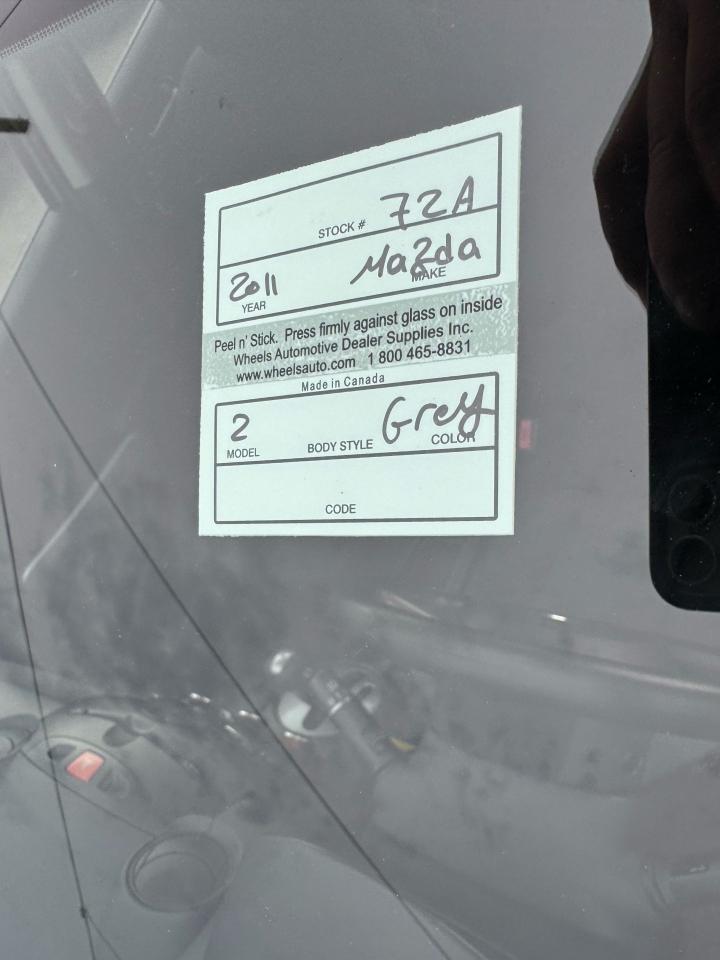 STOCK # 72A
2011 Mazda
YEAR MAKE
Peel n' Stick. Press firmly against glass on inside
Wheels Automotive Dealer Supplies Inc.
www.wheelsauto.com 1 800 465-8831
Made in Canada
2 Grey
MODEL BODY STYLE COLOR
CODE